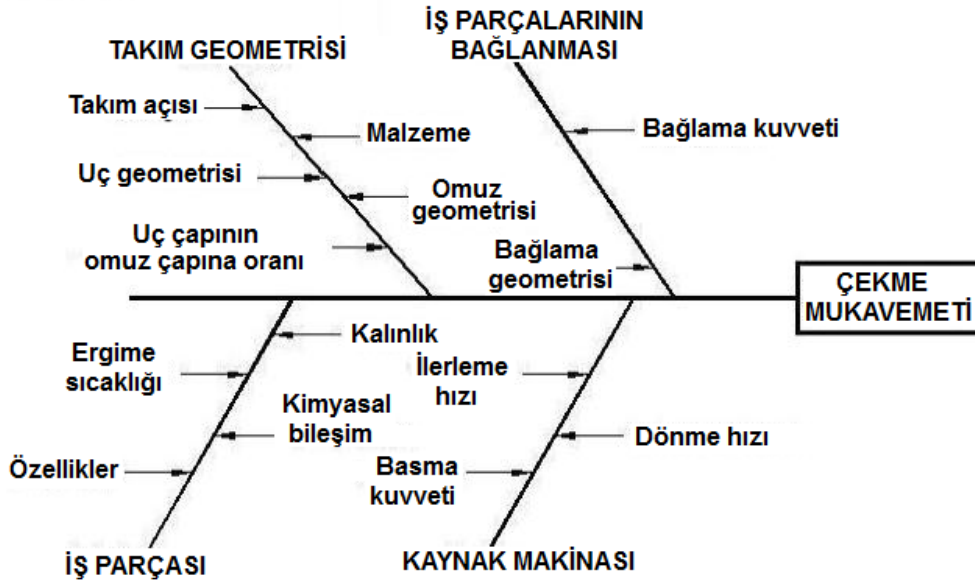 TAKIM GEOMETRİSİ
İŞ PARÇALARININ
BAĞLANMASI
Takım açısı
Malzeme
Bağlama kuvveti
Uç geometrisi
Omuz
geometrisi
Uç çapının
omuz çapına oranı
Bağlama
geometrisi
ÇEKME
MUKAVEMETİ
Kalınlık
Ergime
sıcaklığı
İlerleme
hızı
Kimyasal
bileşim
Dönme hızı
Özellikler
Basma
kuvveti
İŞ PARÇASI
KAYNAK MAKİNASI